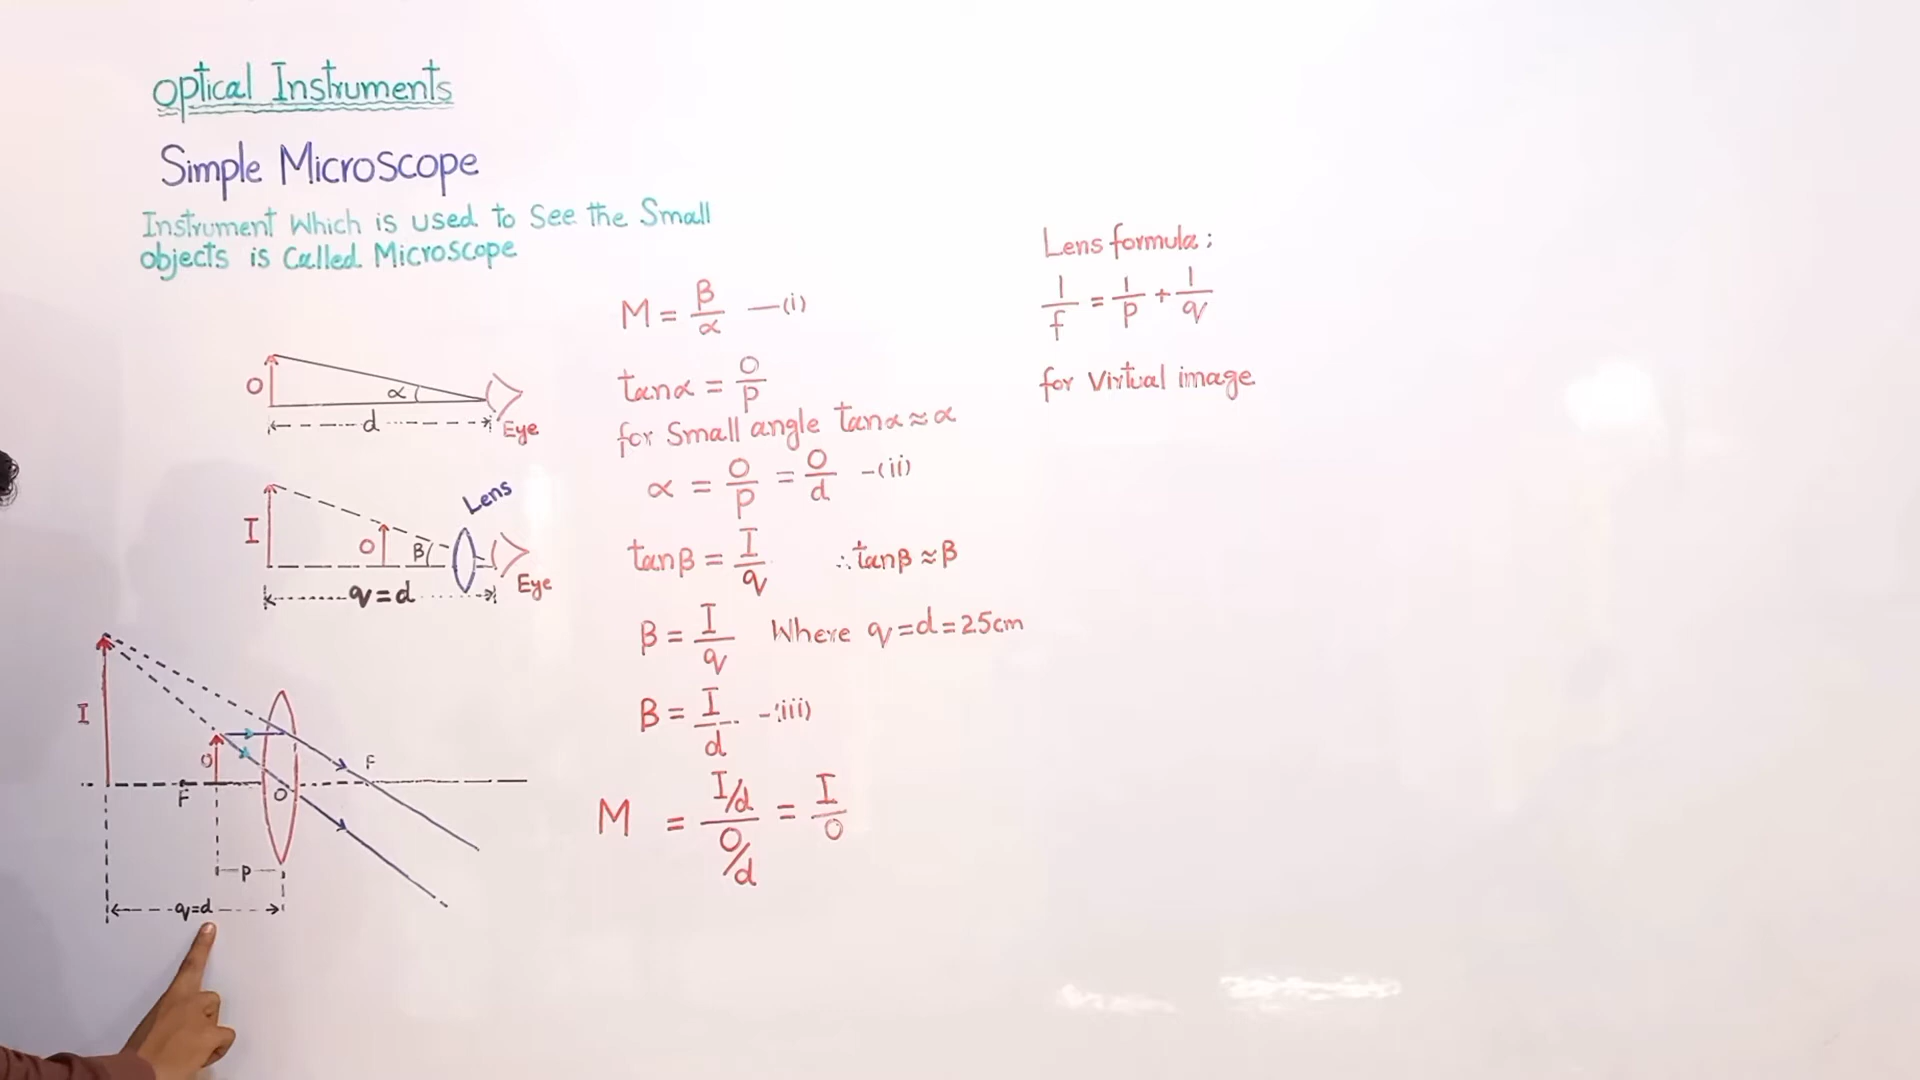 Optical Instruments
Simple Microscope
Instrument Which is used to See the Small
objects is Called Microscope
O α d Eye
Lens
I O β Eye
q=d
I O F F O
p
q=d
M = β/α —(i)
tanα = O/P
for Small angle tanα≈α
α = O/P = O/d —(ii)
tanβ = I/q ∴tanβ≈β
β = I/q Where q=d=25cm
β = I/d —(iii)
M = I/d / O/d = I/O
Lens formula:
1/f = 1/p + 1/q
for Virtual image